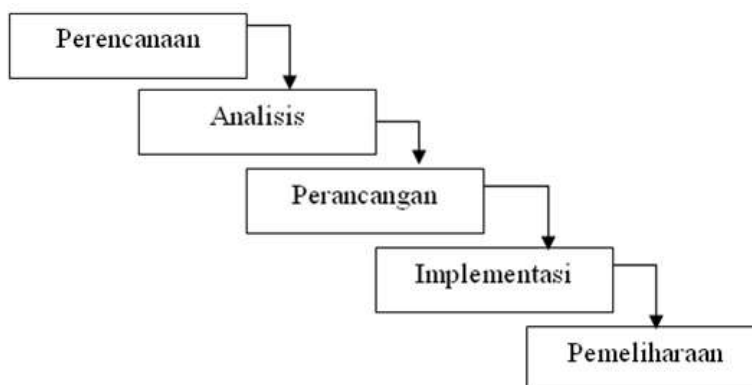 Perencanaan
Analisis
Perancangan
Implementasi
Pemeliharaan